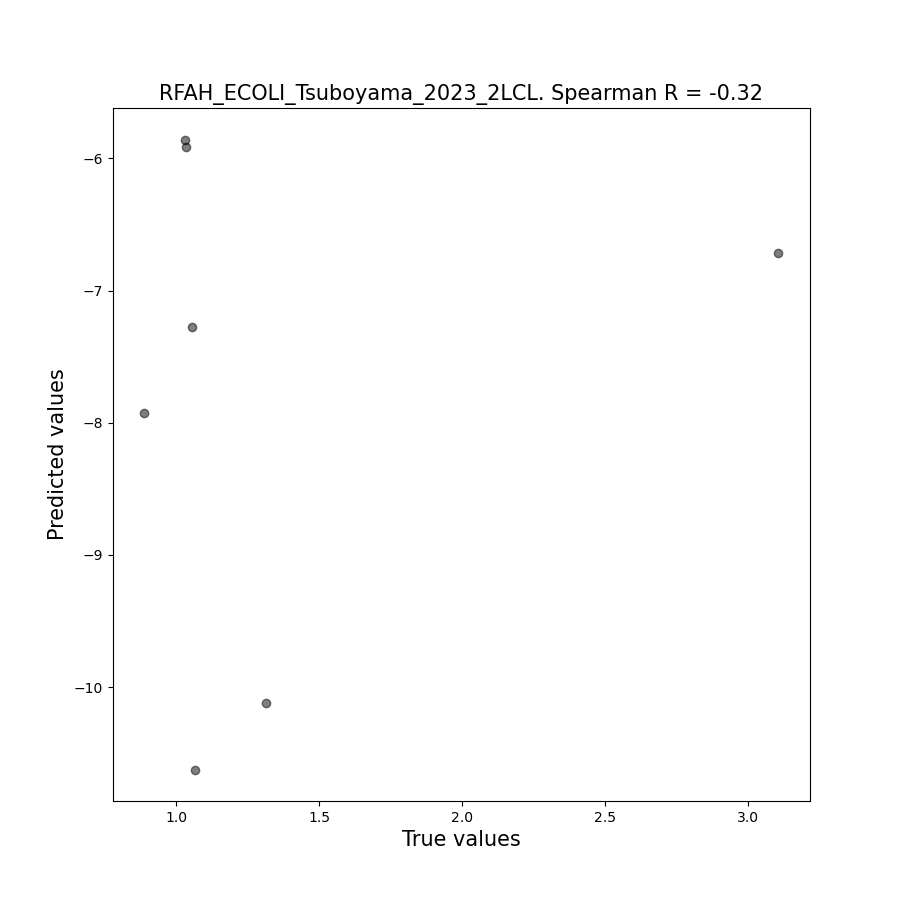 RFAH_ECOLI_Tsuboyama_2023_2LCL. Spearman R = -0.32
Predicted values
−6
−7
−8
−9
−10
1.0 1.5 2.0 2.5 3.0
True values